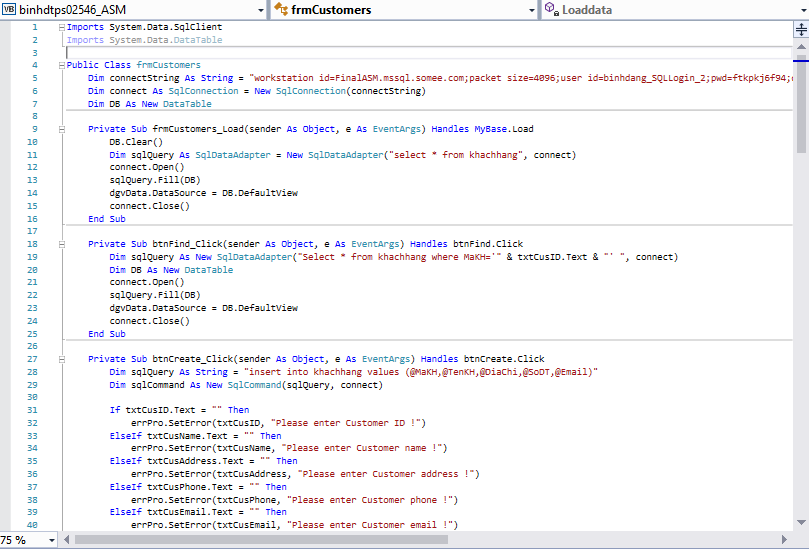 binhdtps02546_ASM frmCustomers Loaddata
1 Imports System.Data.SqlClient
2 Imports System.Data.DataTable
3
4 Public Class frmCustomers
5 Dim connectString As String = "workstation id=FinalASM.mssql.somee.com;packet size=4096;user id=binhdang_SQLLogin_2;pwd=ftkpkj6f94;
6 Dim connect As SqlConnection = New SqlConnection(connectString)
7 Dim DB As New DataTable
8
9 Private Sub frmCustomers_Load(sender As Object, e As EventArgs) Handles MyBase.Load
10 DB.Clear()
11 Dim sqlQuery As SqlDataAdapter = New SqlDataAdapter("select * from khachhang", connect)
12 connect.Open()
13 sqlQuery.Fill(DB)
14 dgvData.DataSource = DB.DefaultView
15 connect.Close()
16 End Sub
17
18 Private Sub btnFind_Click(sender As Object, e As EventArgs) Handles btnFind.Click
19 Dim sqlQuery As New SqlDataAdapter("Select * from khachhang where MaKH='" & txtCusID.Text & "' ", connect)
20 Dim DB As New DataTable
21 connect.Open()
22 sqlQuery.Fill(DB)
23 dgvData.DataSource = DB.DefaultView
24 connect.Close()
25 End Sub
26
27 Private Sub btnCreate_Click(sender As Object, e As EventArgs) Handles btnCreate.Click
28 Dim sqlQuery As String = "insert into khachhang values (@MaKH,@TenKH,@DiaChi,@SoDT,@Email)"
29 Dim sqlCommand As New SqlCommand(sqlQuery, connect)
30
31 If txtCusID.Text = "" Then
32 errPro.SetError(txtCusID, "Please enter Customer ID !")
33 ElseIf txtCusName.Text = "" Then
34 errPro.SetError(txtCusName, "Please enter Customer name !")
35 ElseIf txtCusAddress.Text = "" Then
36 errPro.SetError(txtCusAddress, "Please enter Customer address !")
37 ElseIf txtCusPhone.Text = "" Then
38 errPro.SetError(txtCusPhone, "Please enter Customer phone !")
39 ElseIf txtCusEmail.Text = "" Then
40 errPro.SetError(txtCusEmail, "Please enter Customer email !")
75 %